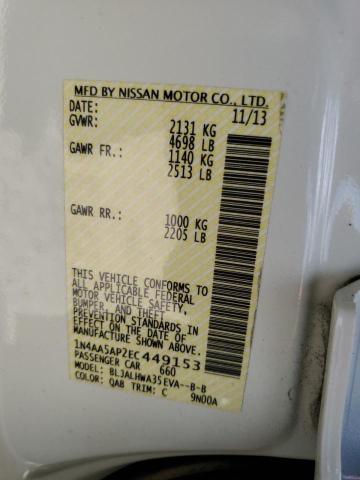 MFD BY NISSAN MOTOR CO., LTD.
DATE: 11/13
GVWR: 2131 KG
4698 LB
GAWR FR.: 1140 KG
2513 LB
GAWR RR.: 1000 KG
2205 LB
THIS VEHICLE CONFORMS TO
ALL APPLICABLE FEDERAL
MOTOR VEHICLE SAFETY,
BUMPER, AND THEFT
PREVENTION STANDARDS IN
EFFECT ON THE DATE OF
MANUFACTURE SHOWN ABOVE.
1N4AA5AP2EC449153
PASSENGER CAR 660
MODEL: BLJALHWA35EVA--B-B
COLOR: QAB TRIM: C 9N00A